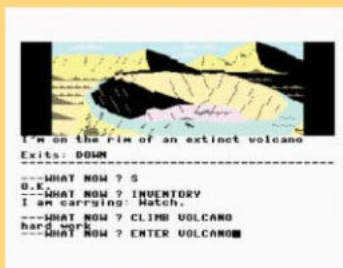 I'm on the rim of an extinct volcano
Exits: DOWN
---WHAT NOW ? S
O.K.
---WHAT NOW ? INVENTORY
I am carrying: Watch.
---WHAT NOW ? CLIMB VOLCANO
hard work
---WHAT NOW ? ENTER VOLCANO